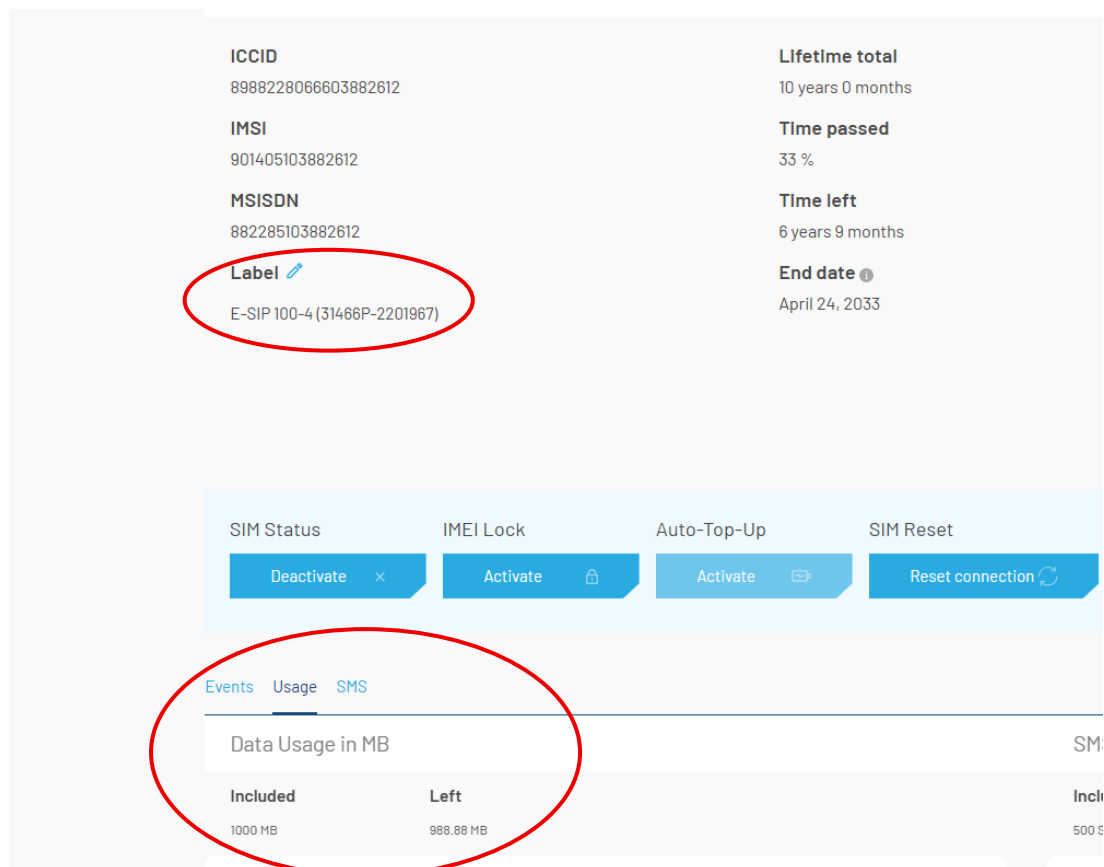 ICCID
8988228066603882612
IMSI
901405103882612
MSISDN
882285103882612
Label
E-SIP 100-4 (31466P-2201967)
Lifetime total
10 years 0 months
Time passed
33 %
Time left
6 years 9 months
End date
April 24, 2033
SIM Status
IMEI Lock
Auto-Top-Up
SIM Reset
Deactivate
Activate
Activate
Reset connection
Events Usage SMS
Data Usage in MB
Included Left
1000 MB 988.88 MB
SMS
Inclu
500 S